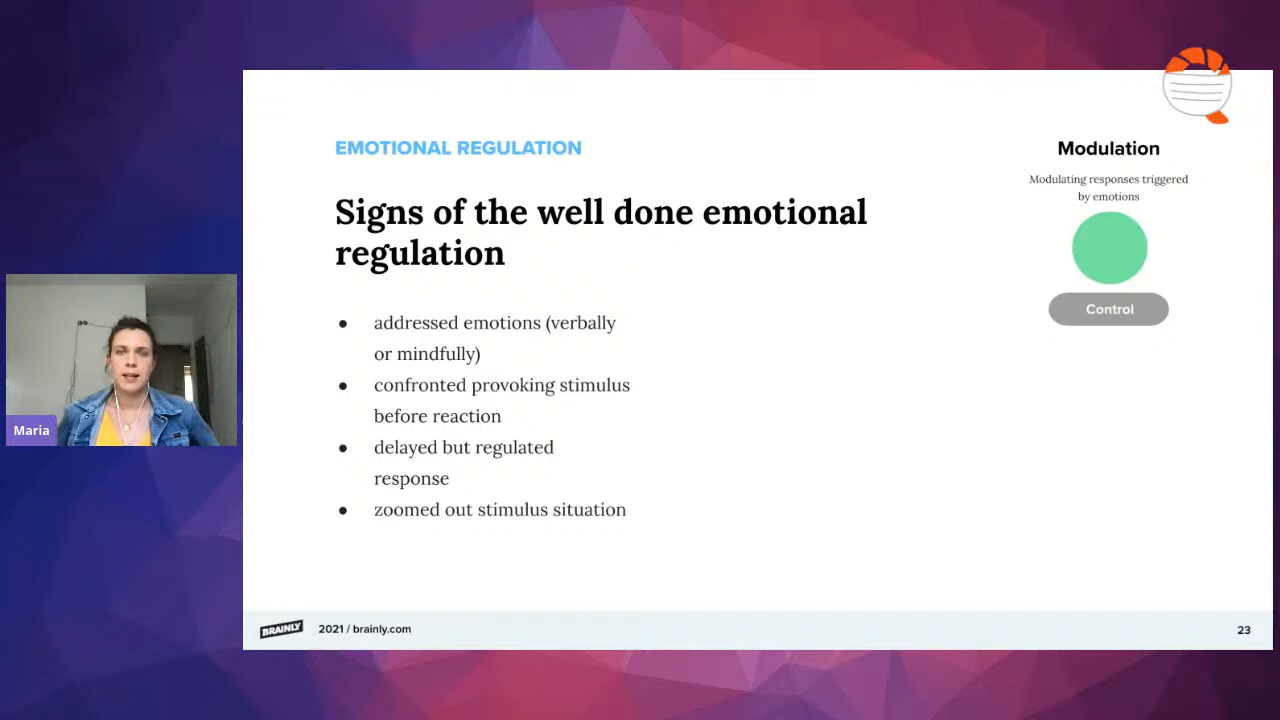 EMOTIONAL REGULATION
Signs of the well done emotional
regulation
● addressed emotions (verbally
or mindfully)
● confronted provoking stimulus
before reaction
● delayed but regulated
response
● zoomed out stimulus situation
Modulation
Modulating responses triggered
by emotions
Control
Maria
BRAINLY
2021 / brainly.com
23